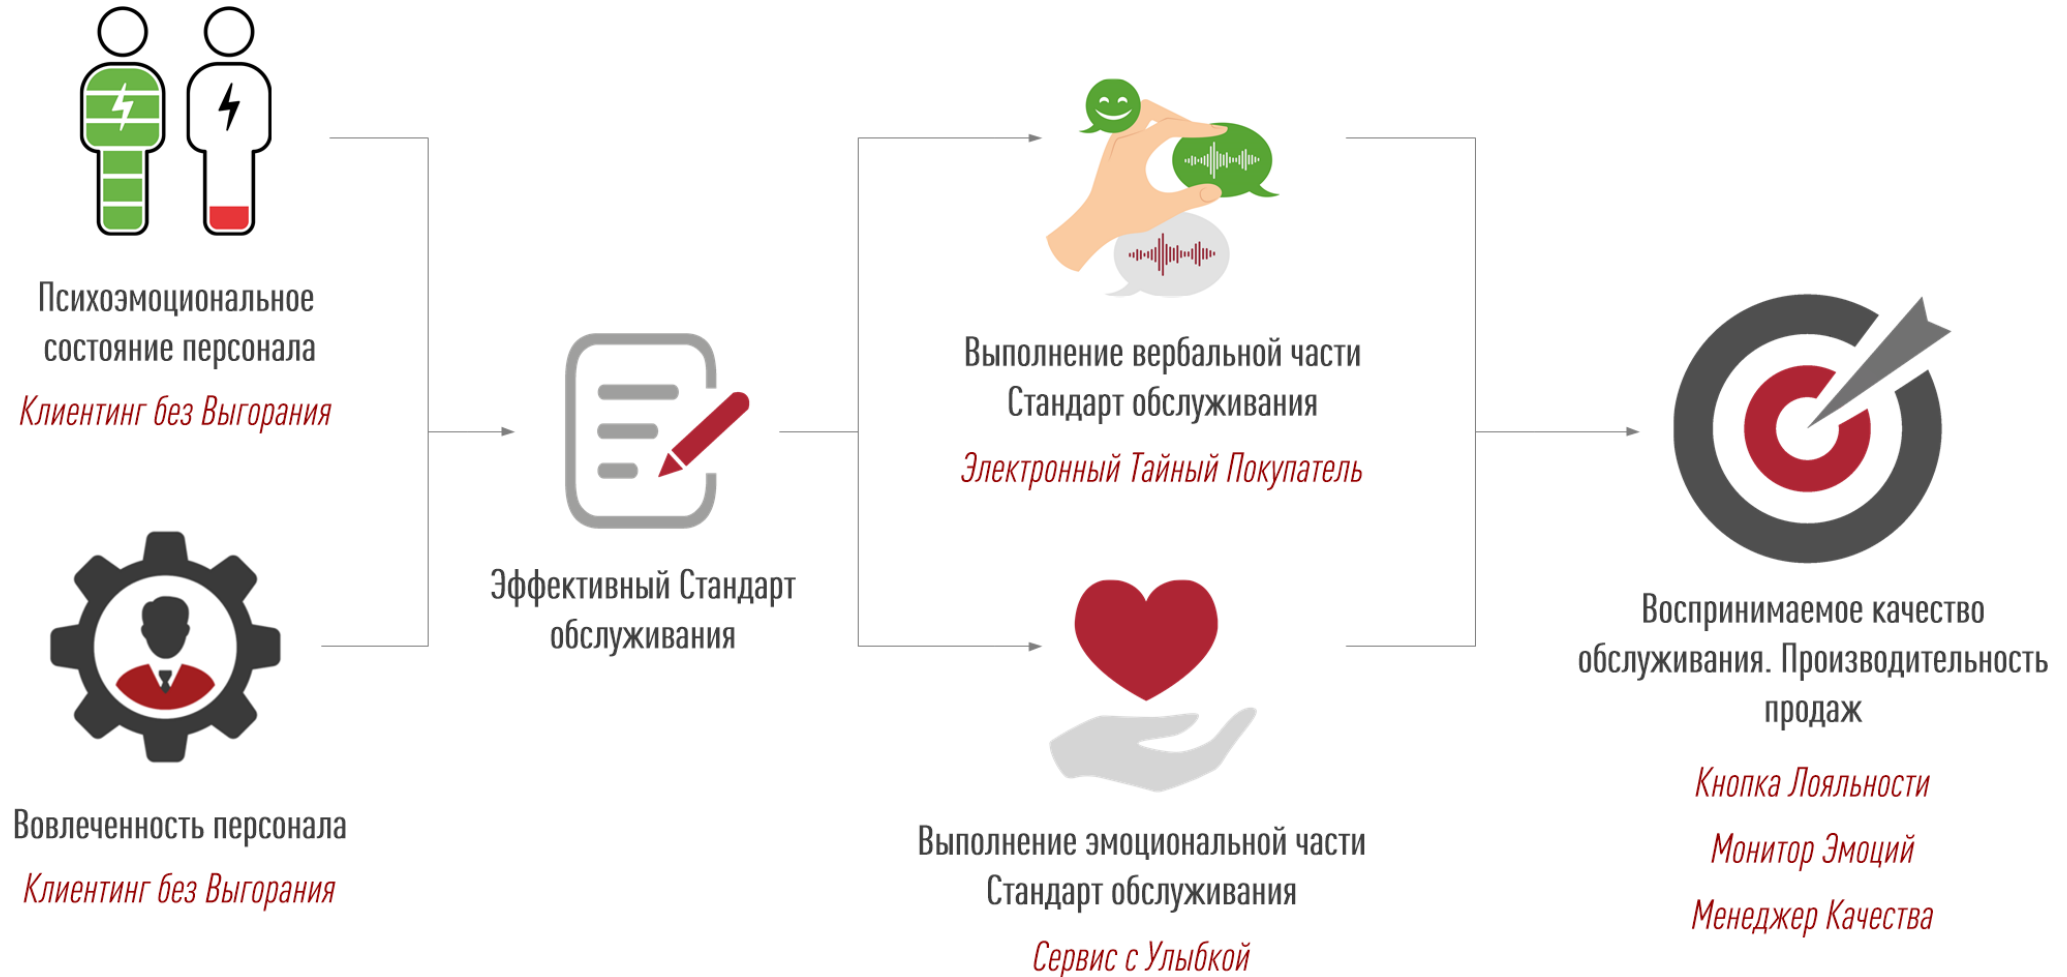 Психоэмоциональное
состояние персонала
Клиентинг без Выгорания
Вовлеченность персонала
Клиентинг без Выгорания
Эффективный Стандарт
обслуживания
Выполнение вербальной части
Стандарт обслуживания
Электронный Тайный Покупатель
Выполнение эмоциональной части
Стандарт обслуживания
Сервис с Улыбкой
Воспринимаемое качество
обслуживания. Производительность
продаж
Кнопка Лояльности
Монитор Эмоций
Менеджер Качества